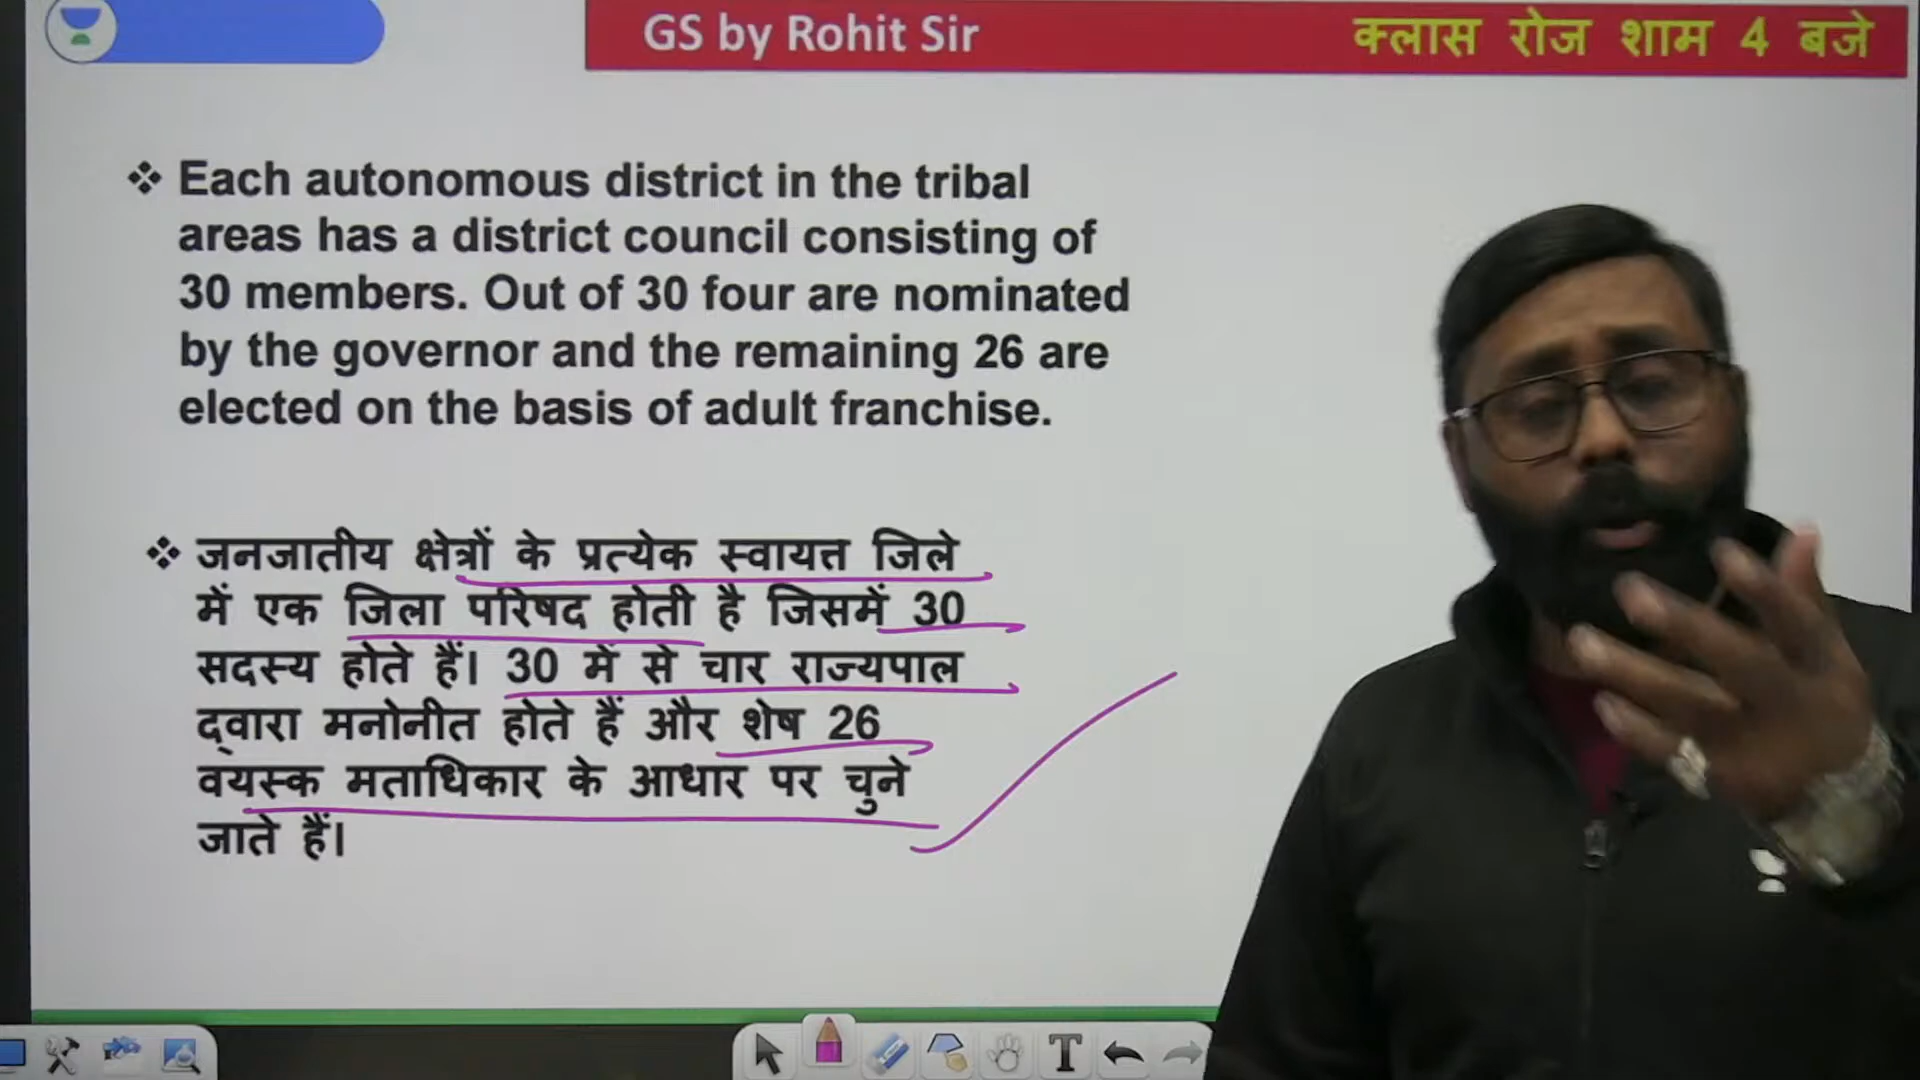 GS by Rohit Sir
क्लास रोज शाम 4 बजे
Each autonomous district in the tribal
areas has a district council consisting of
30 members. Out of 30 four are nominated
by the governor and the remaining 26 are
elected on the basis of adult franchise.
जनजातीय क्षेत्रों के प्रत्येक स्वायत्त जिले
में एक जिला परिषद होती है जिसमें 30
सदस्य होते हैं। 30 में से चार राज्यपाल
द्वारा मनोनीत होते हैं और शेष 26
वयस्क मताधिकार के आधार पर चुने
जाते हैं।
T